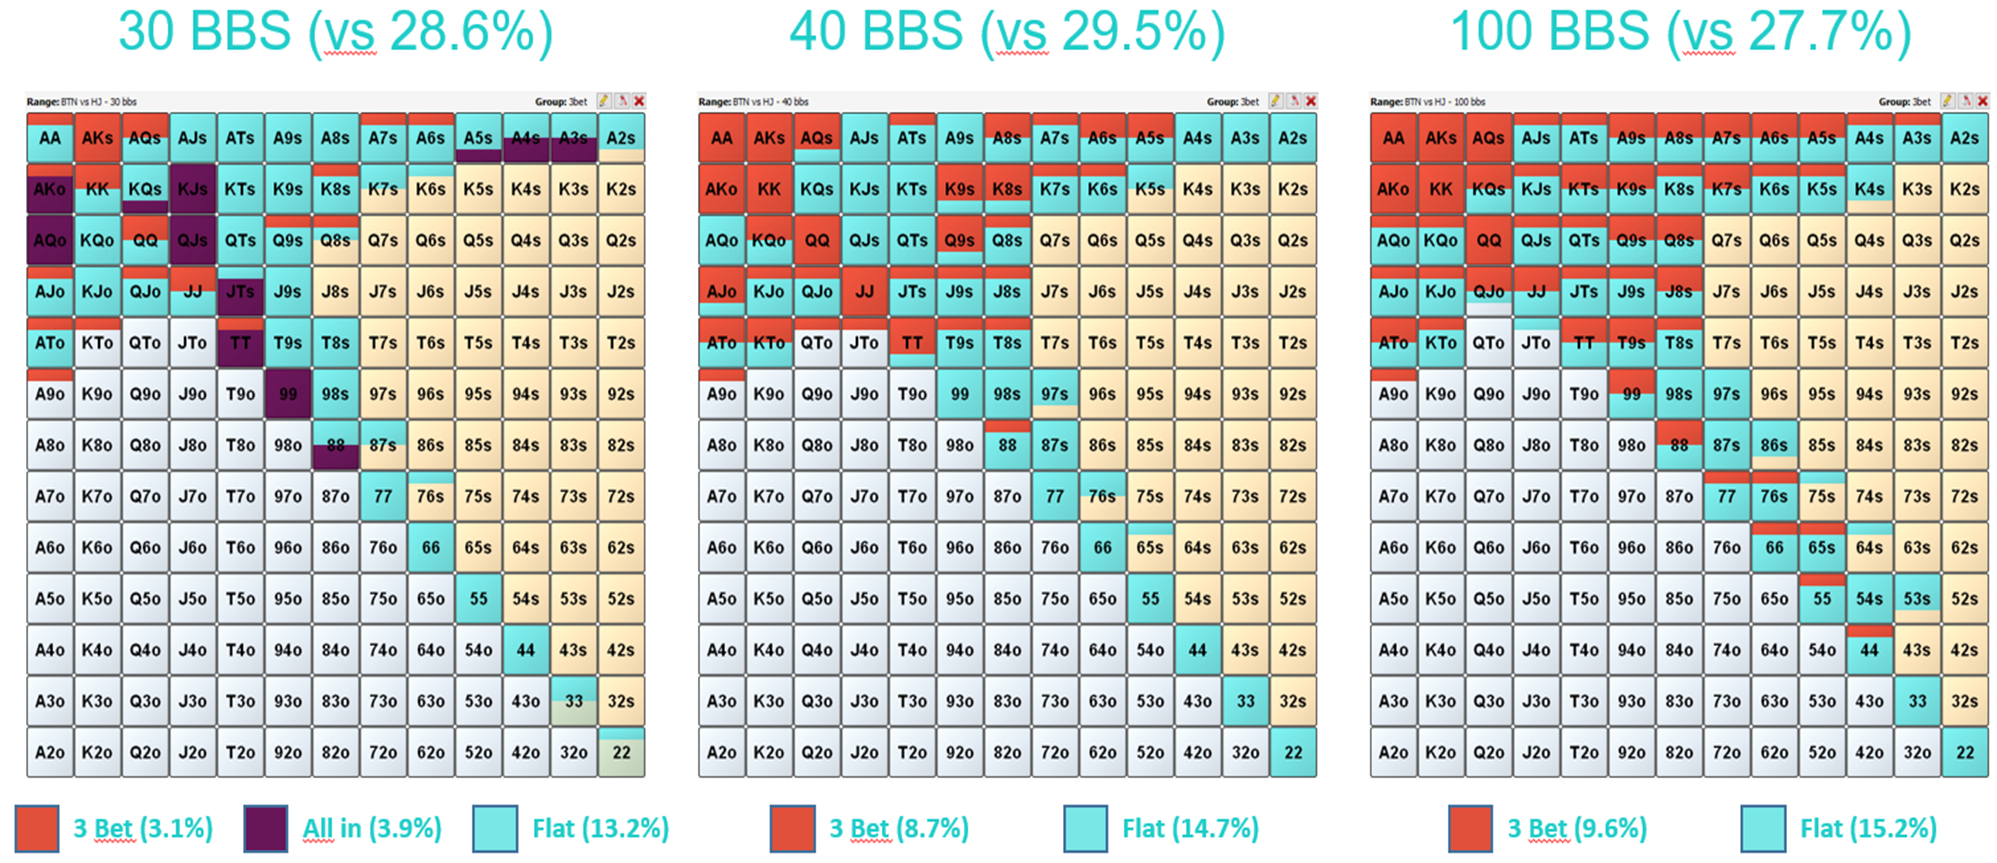 30 BBS (vs 28.6%) 40 BBS (vs 29.5%) 100 BBS (vs 27.7%)
Range: BTN vs HJ - 30 bbs Group: 3bet Range: BTN vs HJ - 40 bbs Group: 3bet Range: BTN vs HJ - 100 bbs Group: 3bet
AA AKs AQs AJs ATs A9s A8s A7s A6s A5s A4s A3s A2s AA AKs AQs AJs ATs A9s A8s A7s A6s A5s A4s A3s A2s AA AKs AQs AJs ATs A9s A8s A7s A6s A5s A4s A3s A2s
AKo KK KQs KJs KTs K9s K8s K7s K6s K5s K4s K3s K2s AKo KK KQs KJs KTs K9s K8s K7s K6s K5s K4s K3s K2s AKo KK KQs KJs KTs K9s K8s K7s K6s K5s K4s K3s K2s
AQo KQo QQ QJs QTs Q9s Q8s Q7s Q6s Q5s Q4s Q3s Q2s AQo KQo QQ QJs QTs Q9s Q8s Q7s Q6s Q5s Q4s Q3s Q2s AQo KQo QQ QJs QTs Q9s Q8s Q7s Q6s Q5s Q4s Q3s Q2s
AJo KJo QJo JJ JTs J9s J8s J7s J6s J5s J4s J3s J2s AJo KJo QJo JJ JTs J9s J8s J7s J6s J5s J4s J3s J2s AJo KJo QJo JJ JTs J9s J8s J7s J6s J5s J4s J3s J2s
ATo KTo QTo JTo TT T9s T8s T7s T6s T5s T4s T3s T2s ATo KTo QTo JTo TT T9s T8s T7s T6s T5s T4s T3s T2s ATo KTo QTo JTo TT T9s T8s T7s T6s T5s T4s T3s T2s
A9o K9o Q9o J9o T9o 99 98s 97s 96s 95s 94s 93s 92s A9o K9o Q9o J9o T9o 99 98s 97s 96s 95s 94s 93s 92s A9o K9o Q9o J9o T9o 99 98s 97s 96s 95s 94s 93s 92s
A8o K8o Q8o J8o T8o 98o 88 87s 86s 85s 84s 83s 82s A8o K8o Q8o J8o T8o 98o 88 87s 86s 85s 84s 83s 82s A8o K8o Q8o J8o T8o 98o 88 87s 86s 85s 84s 83s 82s
A7o K7o Q7o J7o T7o 97o 87o 77 76s 75s 74s 73s 72s A7o K7o Q7o J7o T7o 97o 87o 77 76s 75s 74s 73s 72s A7o K7o Q7o J7o T7o 97o 87o 77 76s 75s 74s 73s 72s
A6o K6o Q6o J6o T6o 96o 86o 76o 66 65s 64s 63s 62s A6o K6o Q6o J6o T6o 96o 86o 76o 66 65s 64s 63s 62s A6o K6o Q6o J6o T6o 96o 86o 76o 66 65s 64s 63s 62s
A5o K5o Q5o J5o T5o 95o 85o 75o 65o 55 54s 53s 52s A5o K5o Q5o J5o T5o 95o 85o 75o 65o 55 54s 53s 52s A5o K5o Q5o J5o T5o 95o 85o 75o 65o 55 54s 53s 52s
A4o K4o Q4o J4o T4o 94o 84o 74o 64o 54o 44 43s 42s A4o K4o Q4o J4o T4o 94o 84o 74o 64o 54o 44 43s 42s A4o K4o Q4o J4o T4o 94o 84o 74o 64o 54o 44 43s 42s
A3o K3o Q3o J3o T3o 93o 83o 73o 63o 53o 43o 33 32s A3o K3o Q3o J3o T3o 93o 83o 73o 63o 53o 43o 33 32s A3o K3o Q3o J3o T3o 93o 83o 73o 63o 53o 43o 33 32s
A2o K2o Q2o J2o T2o 92o 82o 72o 62o 52o 42o 32o 22 A2o K2o Q2o J2o T2o 92o 82o 72o 62o 52o 42o 32o 22 A2o K2o Q2o J2o T2o 92o 82o 72o 62o 52o 42o 32o 22
3 Bet (3.1%) All in (3.9%) Flat (13.2%) 3 Bet (8.7%) Flat (14.7%) 3 Bet (9.6%) Flat (15.2%)